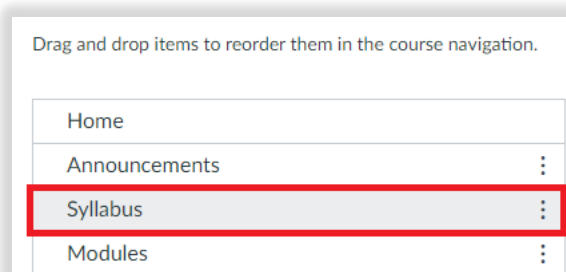 Drag and drop items to reorder them in the course navigation.
Home
Announcements
Syllabus
Modules